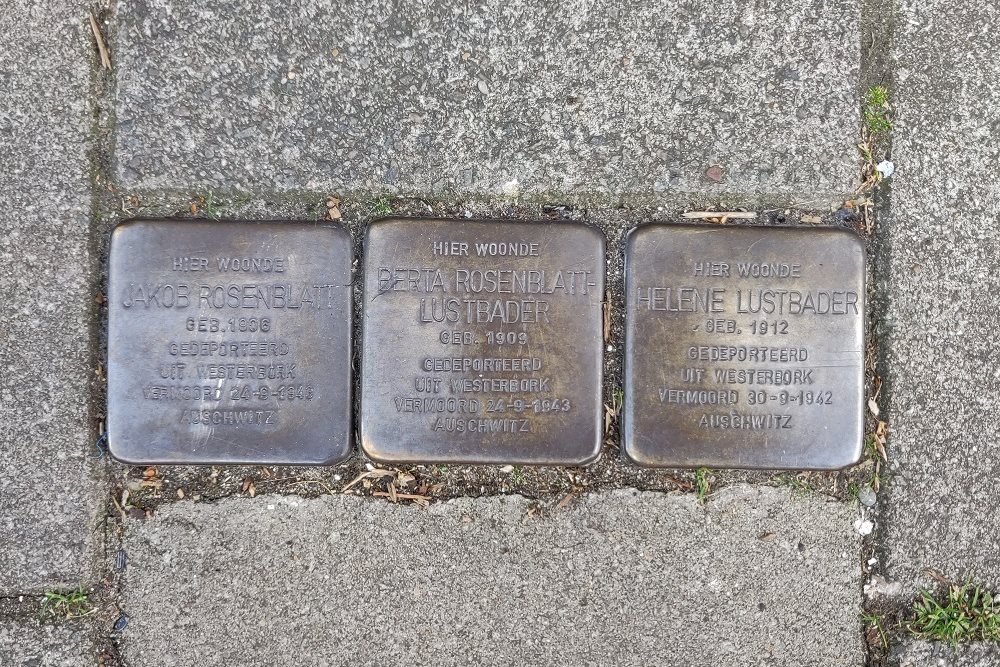 HIER WOONDE
JAKOB ROSENBLATT
GEB. 1906
GEDEPORTEERD
UIT WESTERBORK
VERMOORD 24-9-1943
AUSCHWITZ
HIER WOONDE
BERTA ROSENBLATT-
LUSTBADER
GEB. 1909
GEDEPORTEERD
UIT WESTERBORK
VERMOORD 24-9-1943
AUSCHWITZ
HIER WOONDE
HELENE LUSTBADER
GEB. 1912
GEDEPORTEERD
UIT WESTERBORK
VERMOORD 30-9-1942
AUSCHWITZ